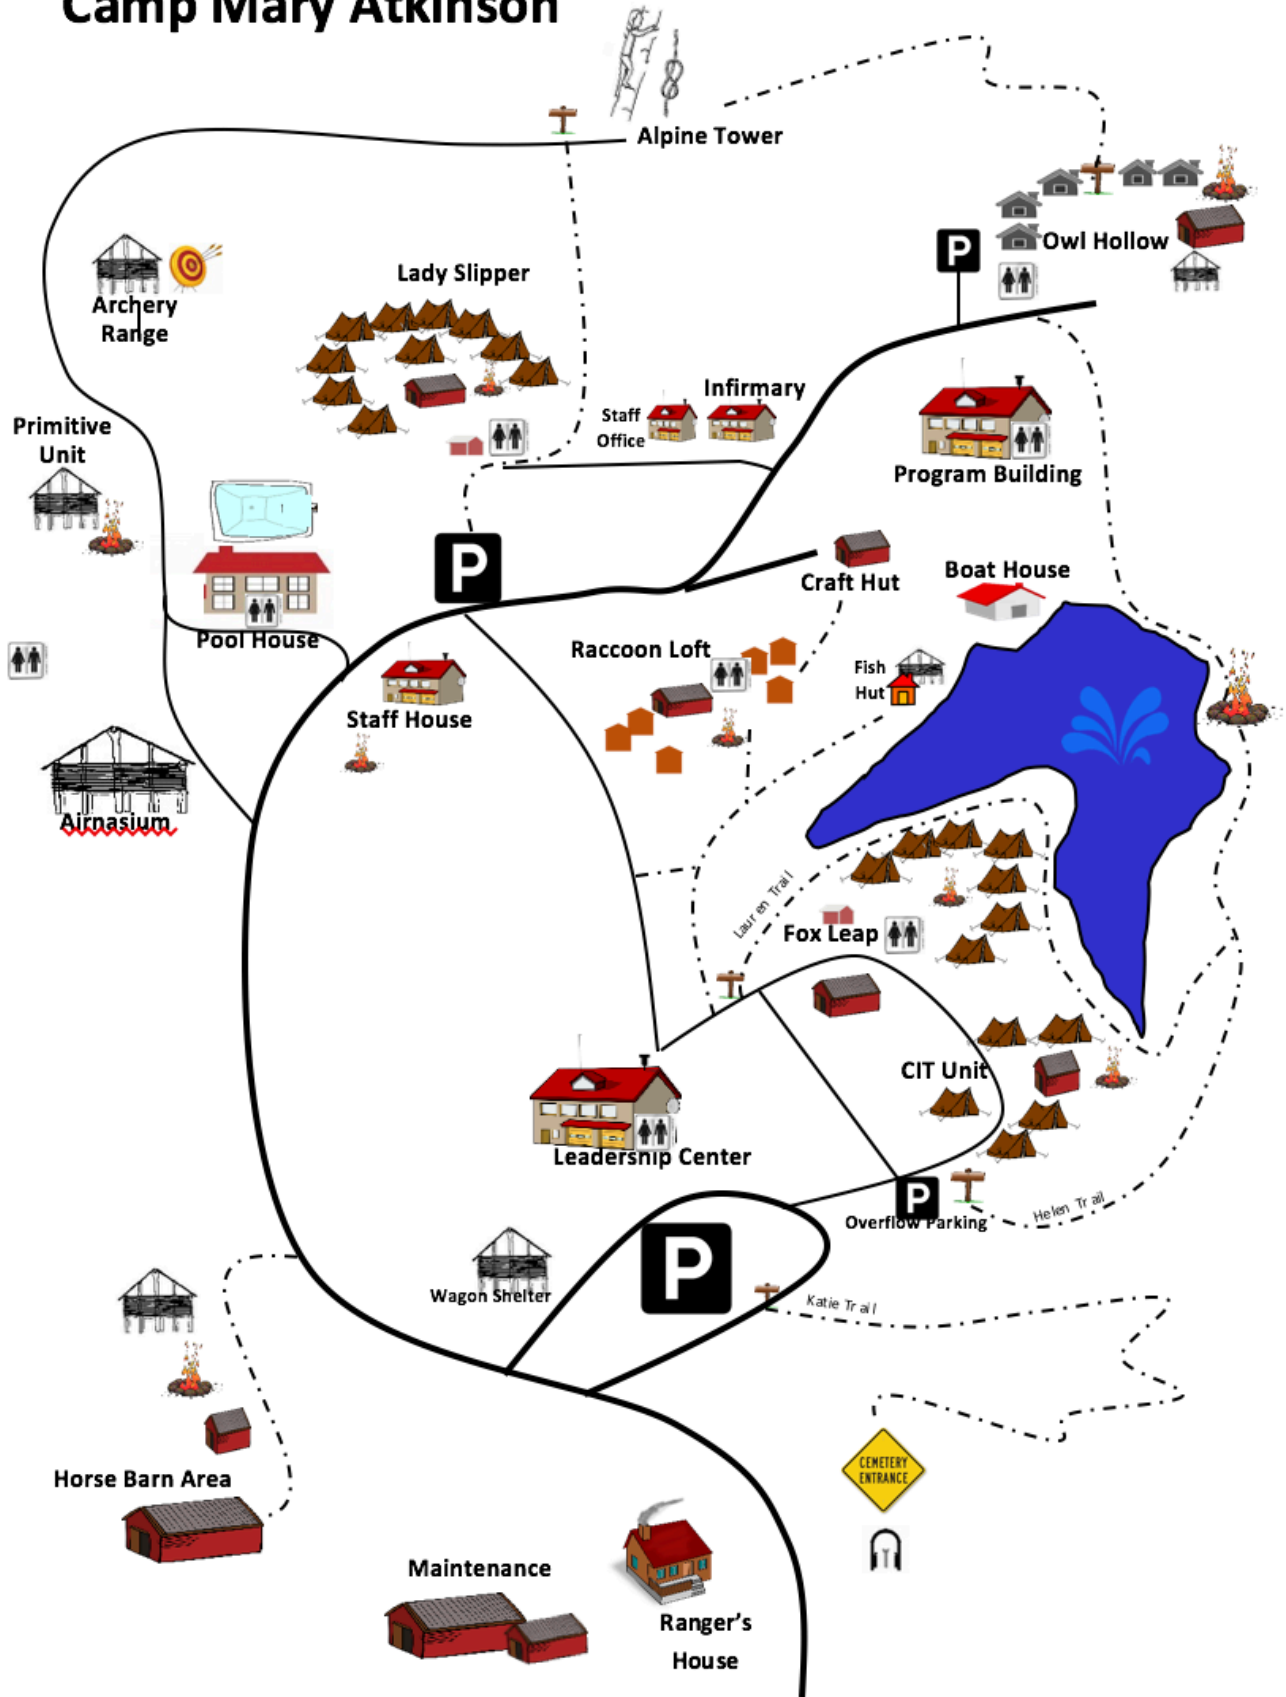 Camp Mary Atkinson
Alpine Tower
Owl Hollow
P
Lady Slipper
Archery
Range
Infirmary
Staff
Office
Primitive
Unit
Program Building
P
Craft Hut
Boat House
Pool House
Raccoon Loft
Fish
Hut
Staff House
Airnasium
Lauren Trail
Fox Leap
CIT Unit
Leadership Center
P
Overflow Parking
Helen Trail
P
Wagon Shelter
Katie Trail
CEMETERY
ENTRANCE
Horse Barn Area
Maintenance
Ranger's
House